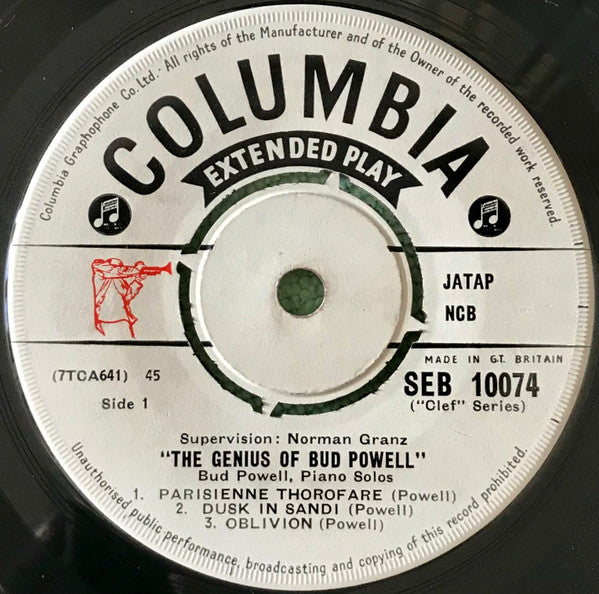 Columbia Graphophone Co. Ltd. · All rights of the Manufacturer and of the Owner of the recorded work reserved.
COLUMBIA
EXTENDED PLAY
JATAP
NCB
MADE IN GT. BRITAIN
(7TCA641) 45
SEB 10074
Side 1
("Clef" Series)
Supervision: Norman Granz
"THE GENIUS OF BUD POWELL"
Bud Powell, Piano Solos
1. PARISIENNE THOROFARE (Powell)
2. DUSK IN SANDI (Powell)
3. OBLIVION (Powell)
Unauthorised public performance, broadcasting and copying of this record prohibited.